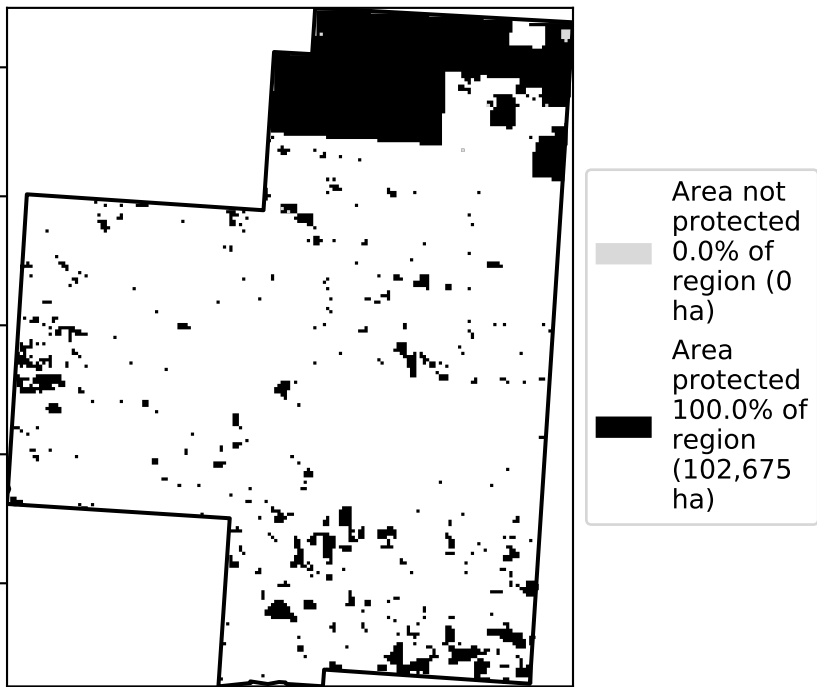 Area not
protected
0.0% of
region (0
ha)
Area
protected
100.0% of
region
(102,675
ha)